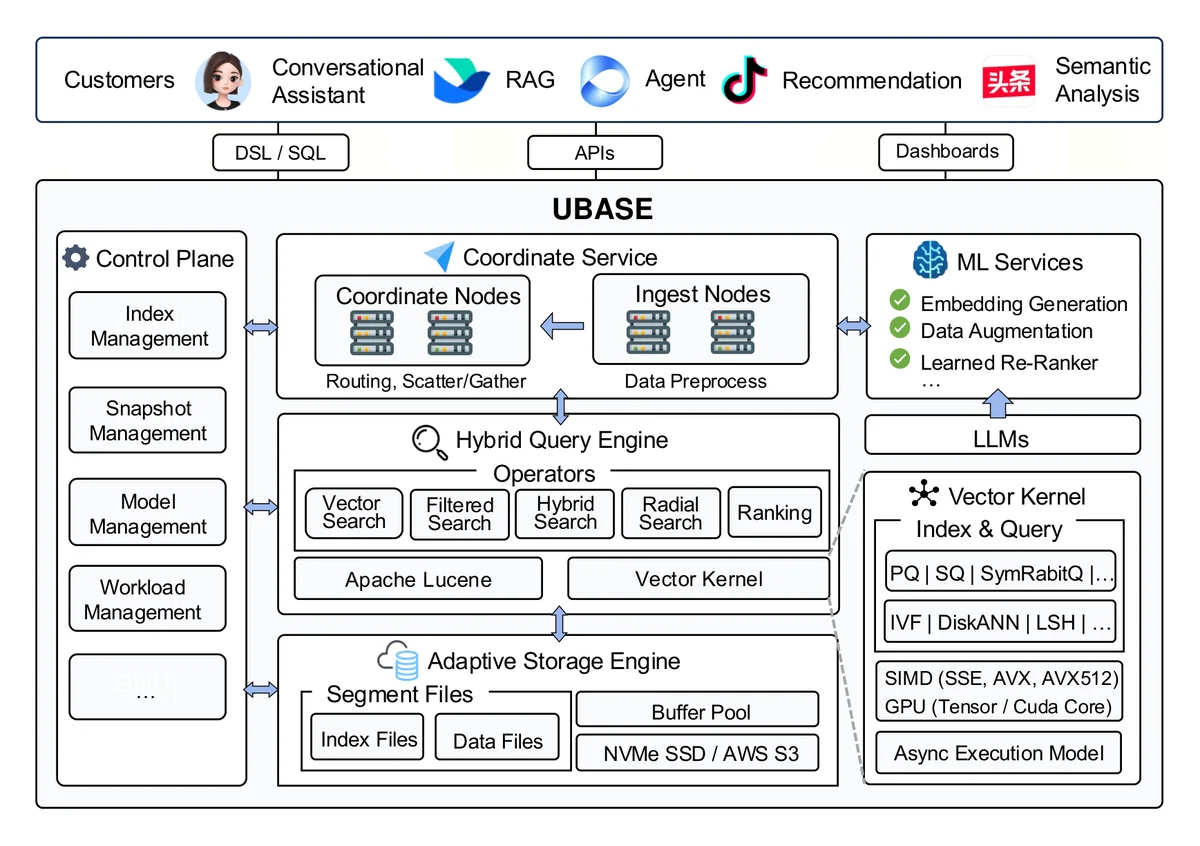 Customers
Conversational
Assistant
RAG
Agent
Recommendation
头条
Semantic
Analysis
DSL / SQL
APIs
Dashboards
UBASE
Control Plane
Index
Management
Snapshot
Management
Model
Management
Workload
Management
...
Coordinate Service
Coordinate Nodes
Ingest Nodes
Routing, Scatter/Gather
Data Preprocess
ML Services
Embedding Generation
Data Augmentation
Learned Re-Ranker
...
LLMs
Hybrid Query Engine
Operators
Vector
Search
Filtered
Search
Hybrid
Search
Radial
Search
Ranking
Apache Lucene
Vector Kernel
Adaptive Storage Engine
Segment Files
Index Files
Data Files
Buffer Pool
NVMe SSD / AWS S3
Vector Kernel
Index & Query
PQ | SQ | SymRabitQ |...
IVF | DiskANN | LSH | ...
SIMD (SSE, AVX, AVX512)
GPU (Tensor / Cuda Core)
Async Execution Model